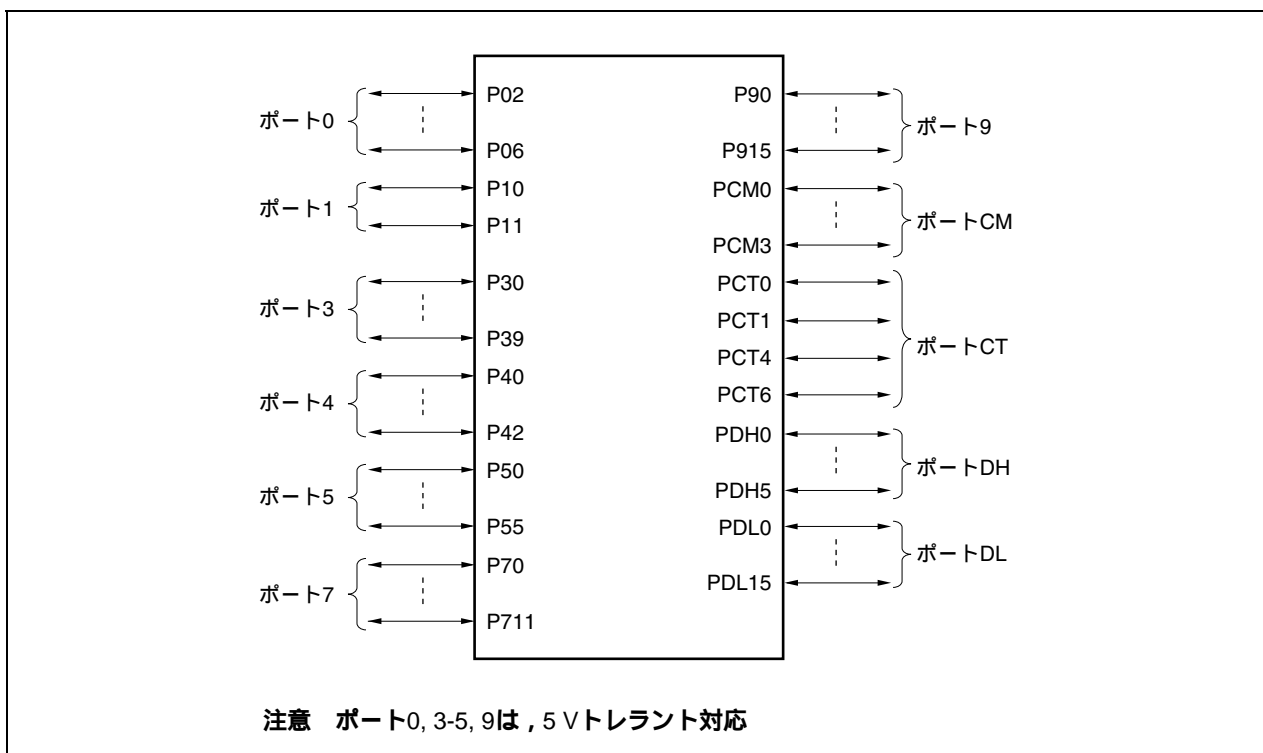 ポート0
P02
P06
ポート1
P10
P11
ポート3
P30
P39
ポート4
P40
P42
ポート5
P50
P55
ポート7
P70
P711
P90
P915
ポート9
PCM0
PCM3
ポートCM
PCT0
PCT1
PCT4
PCT6
ポートCT
PDH0
PDH5
ポートDH
PDL0
PDL15
ポートDL
注意　ポート0, 3-5, 9は，5 Vトレラント対応